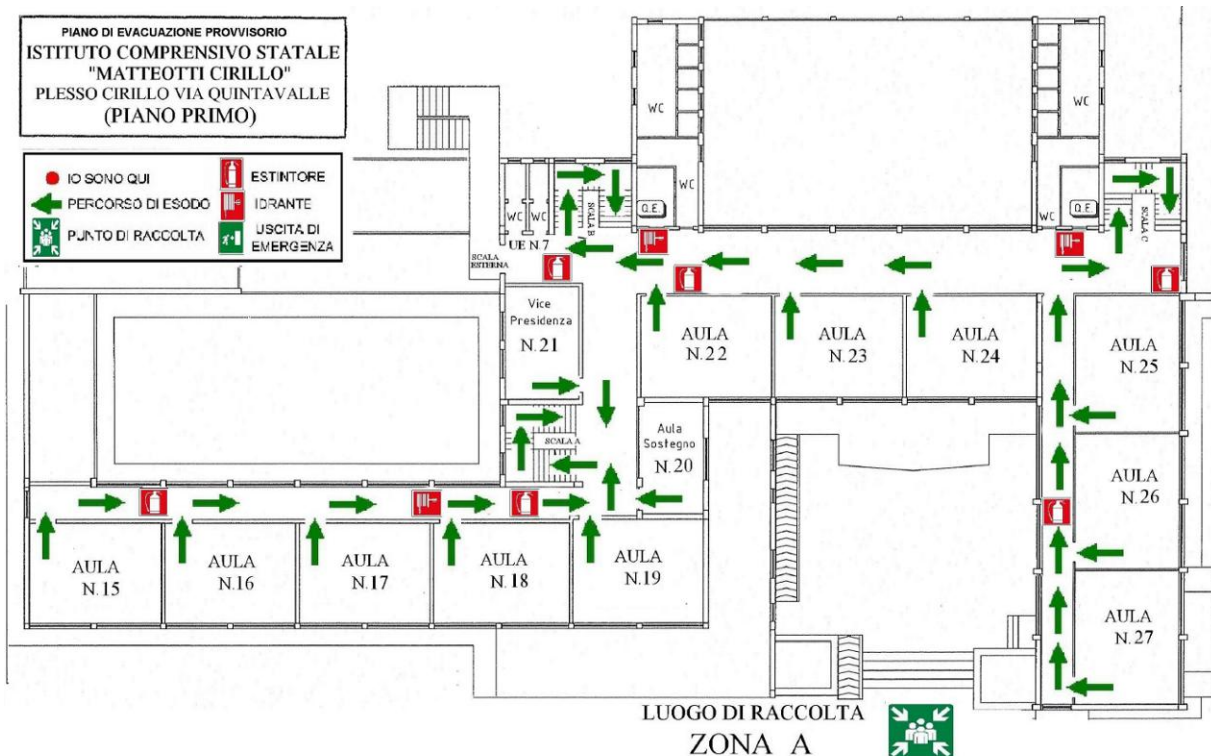 PIANO DI EVACUAZIONE PROVVISORIO
ISTITUTO COMPRENSIVO STATALE
"MATTEOTTI CIRILLO"
PLESSO CIRILLO VIA QUINTAVALLE
(PIANO PRIMO)
IO SONO QUI
ESTINTORE
PERCORSO DI ESODO
IDRANTE
PUNTO DI RACCOLTA
USCITA DI
EMERGENZA
WC
WC
WC
WC
WC
WC
Q.E.
Q.E.
SCALA B
SCALA C
UE N.7
SCALA
ESTERNA
Vice
Presidenza
N.21
AULA
N.22
AULA
N.23
AULA
N.24
AULA
N.25
SCALA A
Aula
Sostegno
N.20
AULA
N.26
AULA
N.15
AULA
N.16
AULA
N.17
AULA
N.18
AULA
N.19
AULA
N.27
LUOGO DI RACCOLTA
ZONA A